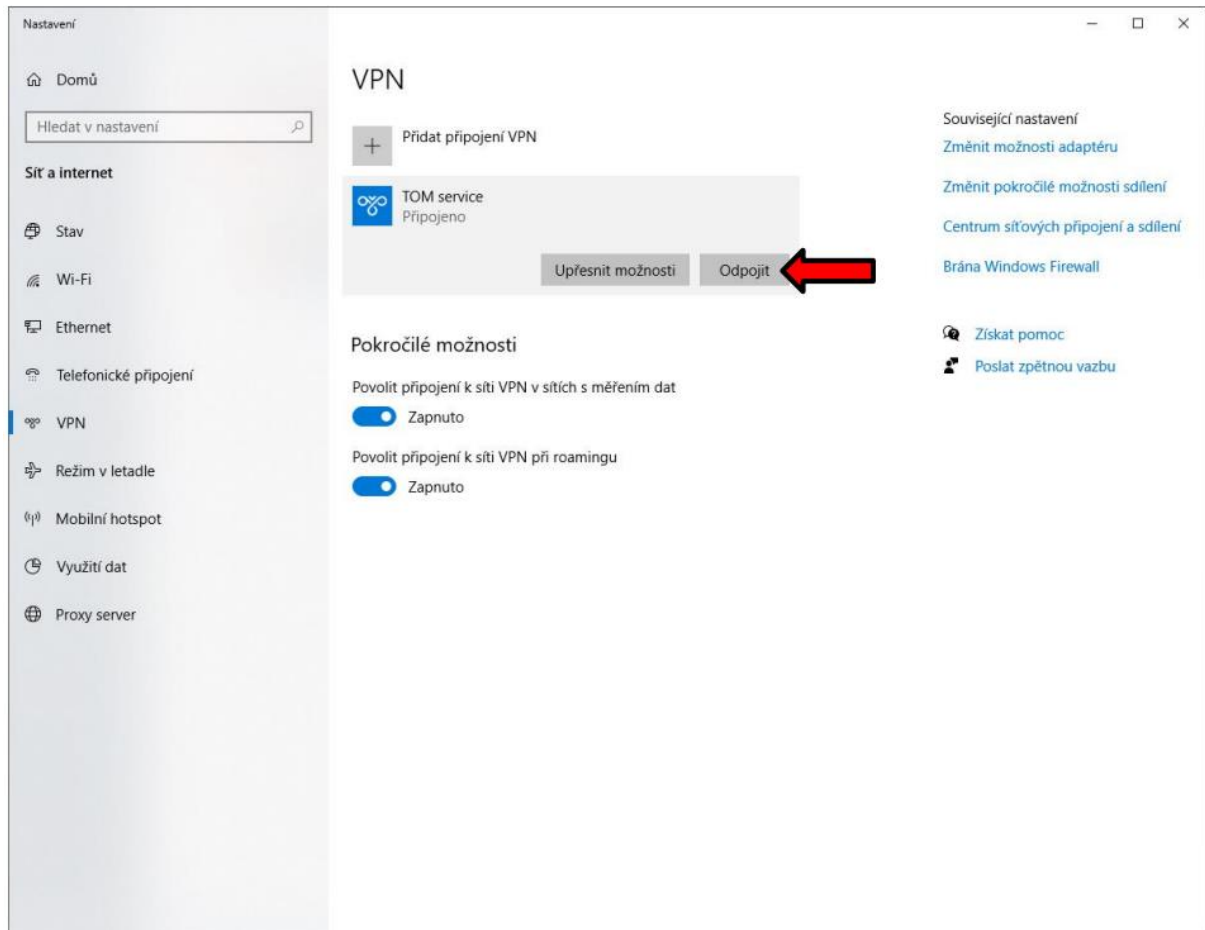 Nastavení
Domů
Hledat v nastavení
Síť a internet
Stav
Wi-Fi
Ethernet
Telefonické připojení
VPN
Režim v letadle
Mobilní hotspot
Využití dat
Proxy server
VPN
Přidat připojení VPN
TOM service
Připojeno
Upřesnit možnosti
Odpojit
Pokročilé možnosti
Povolit připojení k síti VPN v sítích s měřením dat
Zapnuto
Povolit připojení k síti VPN při roamingu
Zapnuto
Související nastavení
Změnit možnosti adaptéru
Změnit pokročilé možnosti sdílení
Centrum síťových připojení a sdílení
Brána Windows Firewall
Získat pomoc
Poslat zpětnou vazbu